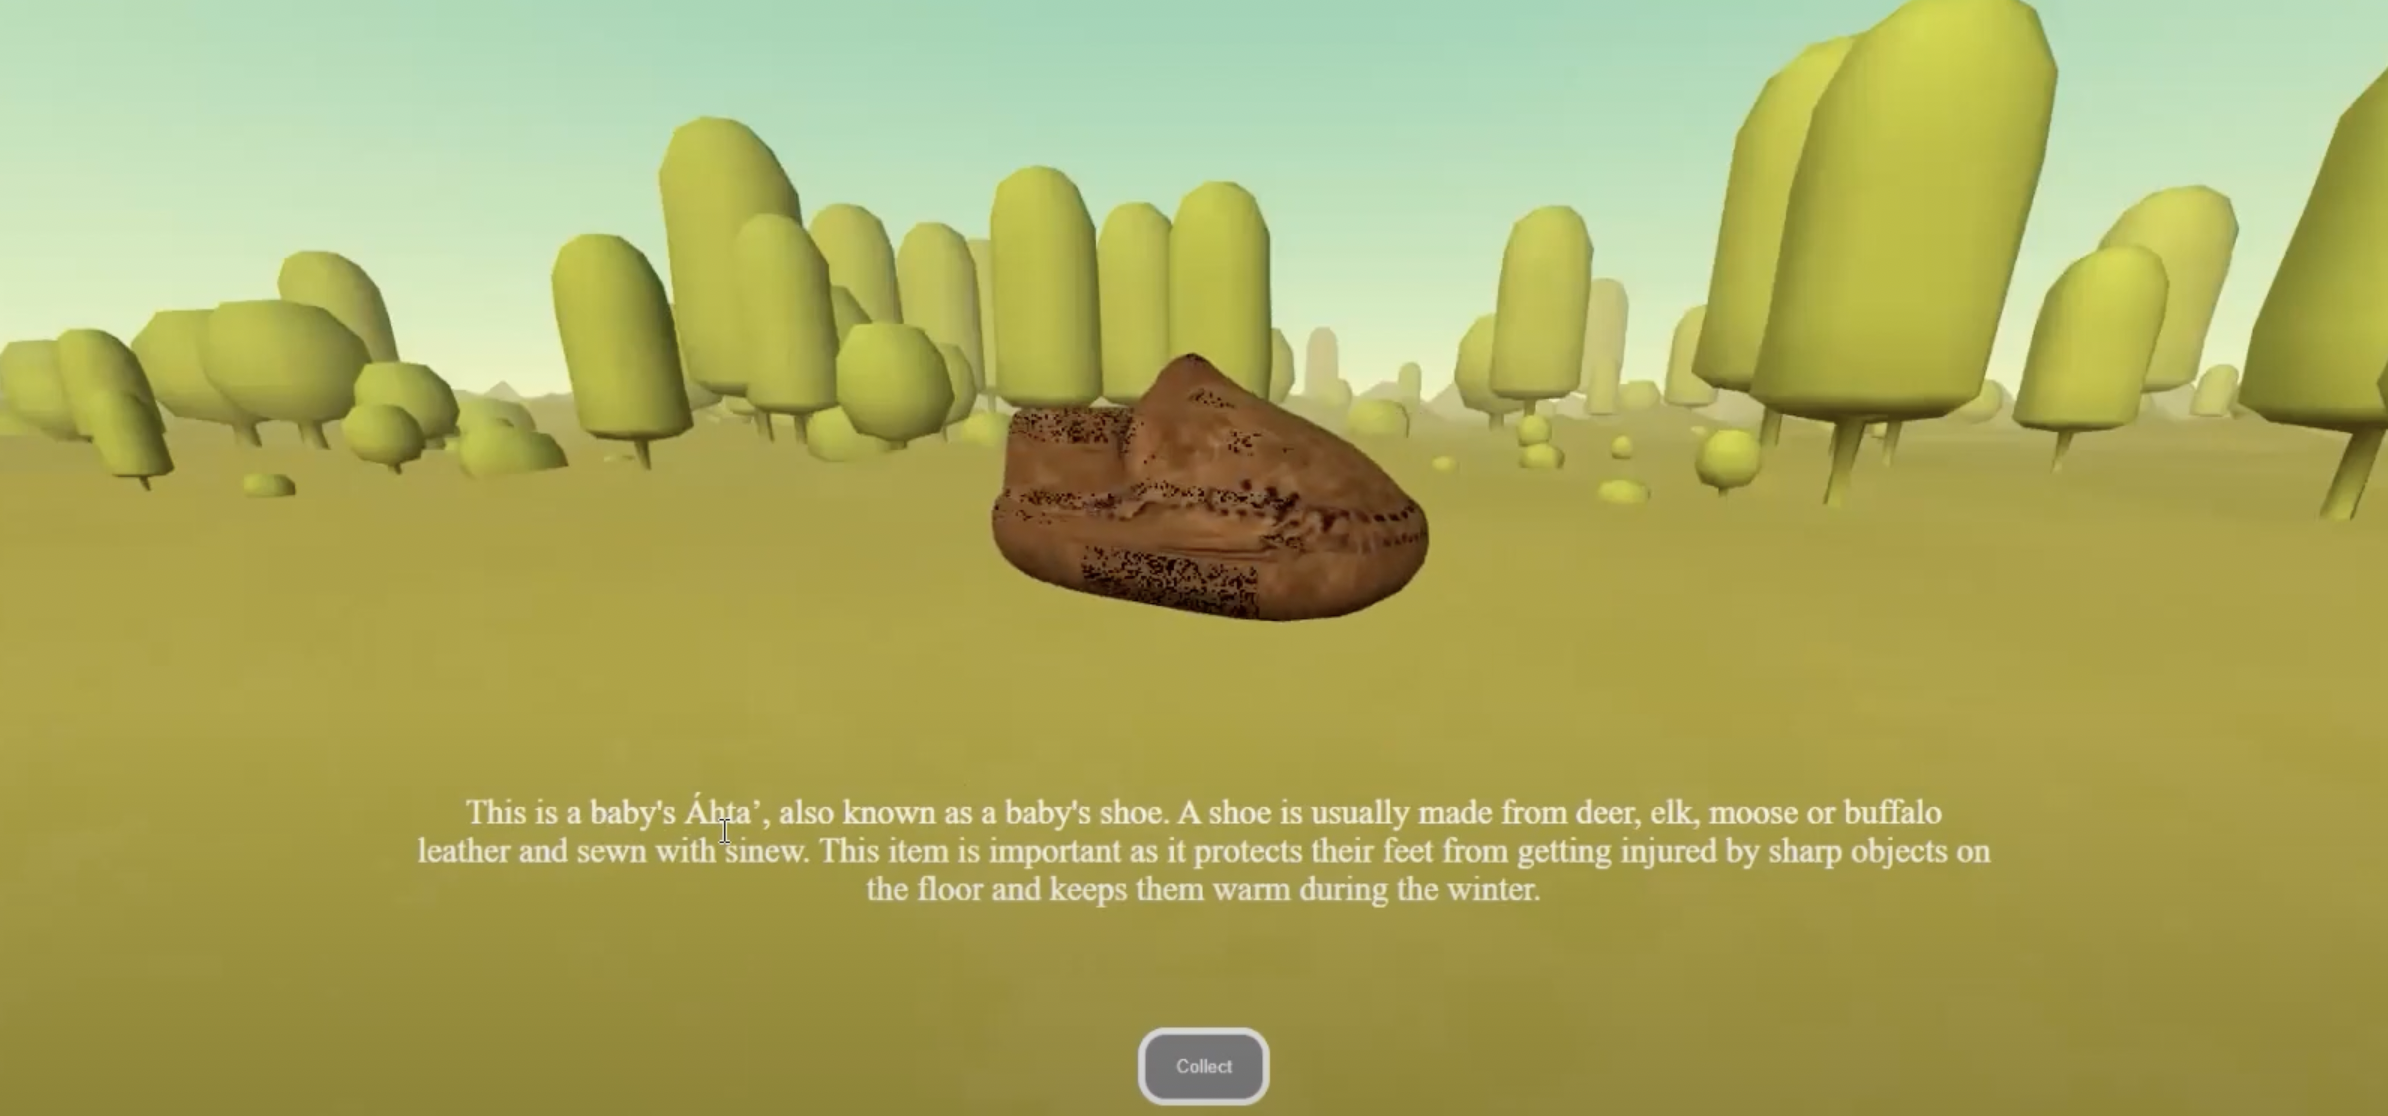 This is a baby's Áhta’, also known as a baby's shoe. A shoe is usually made from deer, elk, moose or buffalo
leather and sewn with sinew. This item is important as it protects their feet from getting injured by sharp objects on
the floor and keeps them warm during the winter.
Collect